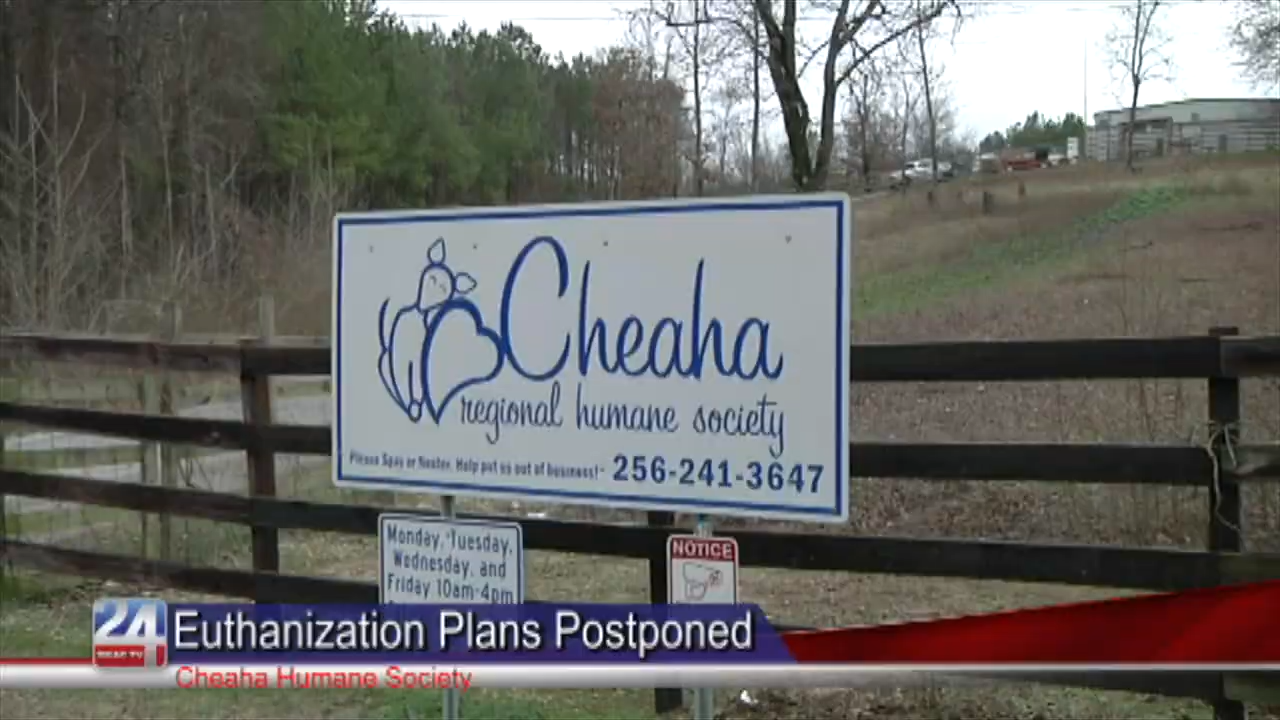 Cheaha
regional humane society
Please Spay or Neuter. Help put us out of business!
256-241-3647
Monday, Tuesday,
Wednesday, and
Friday 10am-4pm
NOTICE
24
Euthanization Plans Postponed
Cheaha Humane Society